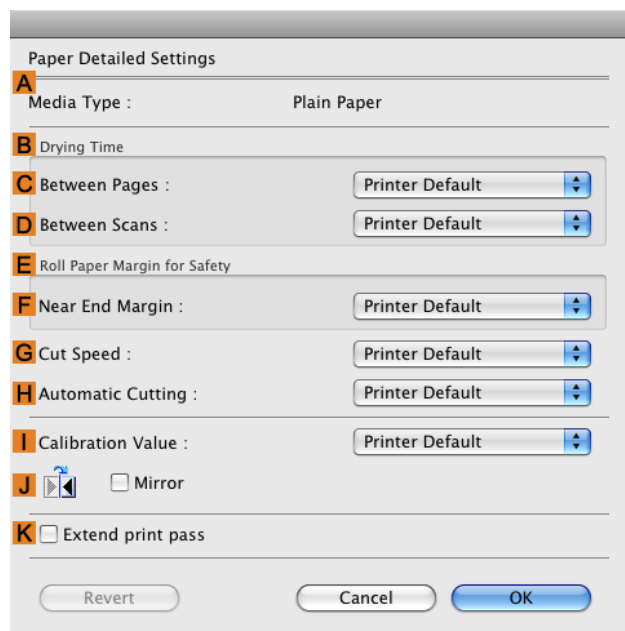 Paper Detailed Settings
A
Media Type : Plain Paper
B Drying Time
C Between Pages : Printer Default
D Between Scans : Printer Default
E Roll Paper Margin for Safety
F Near End Margin : Printer Default
G Cut Speed : Printer Default
H Automatic Cutting : Printer Default
I Calibration Value : Printer Default
J Mirror
K Extend print pass
Revert Cancel OK